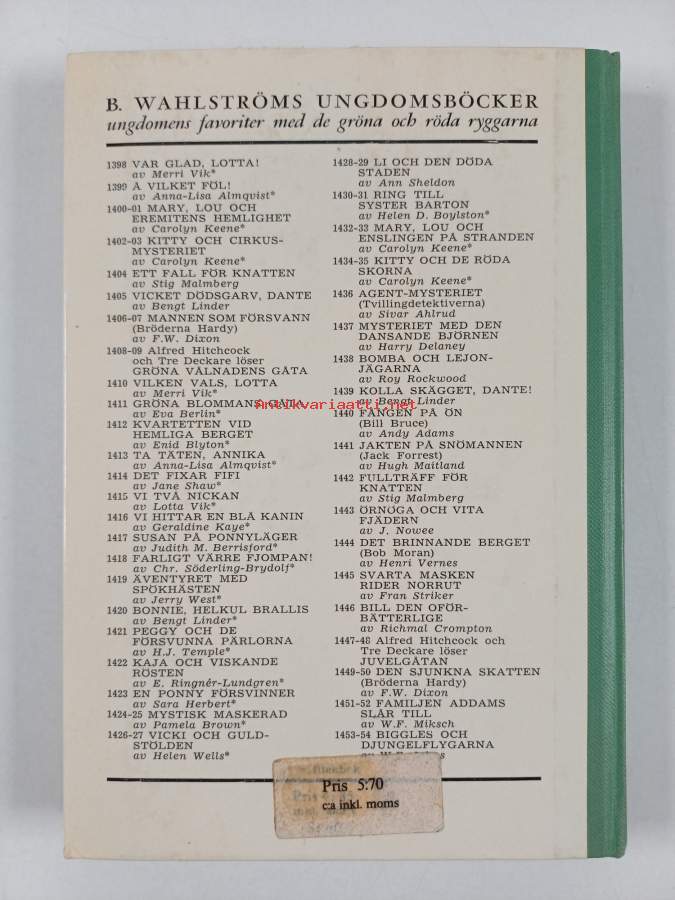 B. WAHLSTRÖMS UNGDOMSBÖCKER
ungdomens favoriter med de gröna och röda ryggarna
1398 VAR GLAD, LOTTA!
av Merri Vik*
1399 Å VILKET FÖL!
av Anna-Lisa Almqvist*
1400-01 MARY, LOU OCH
EREMITENS HEMLIGHET
av Carolyn Keene*
1402-03 KITTY OCH CIRKUS-
MYSTERIET
av Carolyn Keene*
1404 ETT FALL FÖR KNATTEN
av Stig Malmberg
1405 VICKET DÖDSGARV, DANTE
av Bengt Linder
1406-07 MANNEN SOM FÖRSVANN
(Bröderna Hardy)
av F.W. Dixon
1408-09 Alfred Hitchcock
och Tre Deckare löser
GRÖNA VÅLNADENS GÅTA
1410 VILKEN VALS, LOTTA
av Merri Vik*
1411 GRÖNA BLOMMANS GÅTA
av Eva Berlin*
1412 KVARTETTEN VID
HEMLIGA BERGET
av Enid Blyton*
1413 TA TÄTEN, ANNIKA
av Anna-Lisa Almqvist*
1414 DET FIXAR FIFI
av Jane Shaw*
1415 VI TVÅ NICKAN
av Lotta Vik*
1416 VI HITTAR EN BLÅ KANIN
av Geraldine Kaye*
1417 SUSAN PÅ PONNYLÄGER
av Judith M. Berrisford*
1418 FARLIGT VÄRRE FJOMPAN!
av Chr. Söderling-Brydolf*
1419 ÄVENTYRET MED
SPÖKHÄSTEN
av Jerry West*
1420 BONNIE, HELKUL BRALLIS
av Bengt Linder*
1421 PEGGY OCH DE
FÖRSVUNNA PÄRLORNA
av H.J. Temple*
1422 KAJA OCH VISKANDE
RÖSTEN
av E. Ringnér-Lundgren*
1423 EN PONNY FÖRSVINNER
av Sara Herbert*
1424-25 MYSTISK MASKERAD
av Pamela Brown*
1426-27 VICKI OCH GULD-
STÖLDEN
av Helen Wells*
1428-29 LI OCH DEN DÖDA
STADEN
av Ann Sheldon
1430-31 RING TILL
SYSTER BARTON
av Helen D. Boylston*
1432-33 MARY, LOU OCH
ENSLINGEN PÅ STRANDEN
av Carolyn Keene*
1434-35 KITTY OCH DE RÖDA
SKORNA
av Carolyn Keene*
1436 AGENT-MYSTERIET
(Tvillingdetektiverna)
av Sivar Ahlrud
1437 MYSTERIET MED DEN
DANSANDE BJÖRNEN
av Harry Delaney
1438 BOMBA OCH LEJON-
JÄGARNA
av Roy Rockwood
1439 KOLLA SKÄGGET, DANTE!
av Bengt Linder
1440 FÅNGEN PÅ ÖN
(Bill Bruce)
av Andy Adams
1441 JAKTEN PÅ SNÖMANNEN
(Jack Forrest)
av Hugh Maitland
1442 FULLTRÄFF FÖR
KNATTEN
av Stig Malmberg
1443 ÖRNÖGA OCH VITA
FJÄDERN
av J. Nowee
1444 DET BRINNANDE BERGET
(Bob Moran)
av Henri Vernes
1445 SVARTA MASKEN
RIDER NORRUT
av Fran Striker
1446 BILL DEN OFÖR-
BÄTTERLIGE
av Richmal Crompton
1447-48 Alfred Hitchcock och
Tre Deckare löser
JUVELGÅTAN
1449-50 DEN SJUNKNA SKATTEN
(Bröderna Hardy)
av F.W. Dixon
1451-52 FAMILJEN ADDAMS
SLÅR TILL
av W.F. Miksch
1453-54 BIGGLES OCH
DJUNGELFLYGARNA
av
Pris 5:70
c:a inkl. moms
Antikvariaatti.net